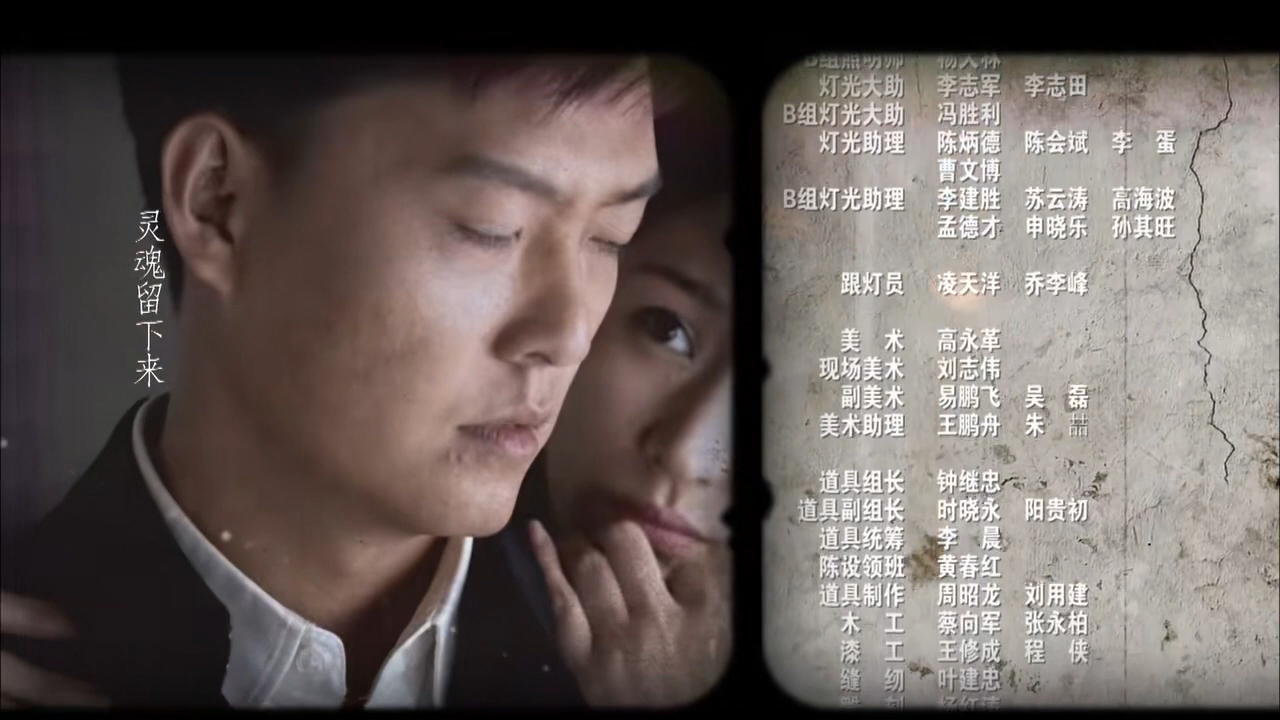 灵魂留下来
B组照明师 杨天林
灯光大助 李志军 李志田
B组灯光大助 冯胜利
灯光助理 陈炳德 陈会斌 李 蛋
曹文博
B组灯光助理 李建胜 苏云涛 高海波
孟德才 申晓乐 孙其旺
跟灯员 凌天洋 乔李峰
美 术 高永革
现场美术 刘志伟
副美术 易鹏飞 吴 磊
美术助理 王鹏舟 朱 喆
道具组长 钟继忠
道具副组长 时晓永 阳贵初
道具统筹 李 晨
陈设领班 黄春红
道具制作 周昭龙 刘用建
木 工 蔡向军 张永柏
漆 工 王修成 程 侠
缝 纫 叶建忠